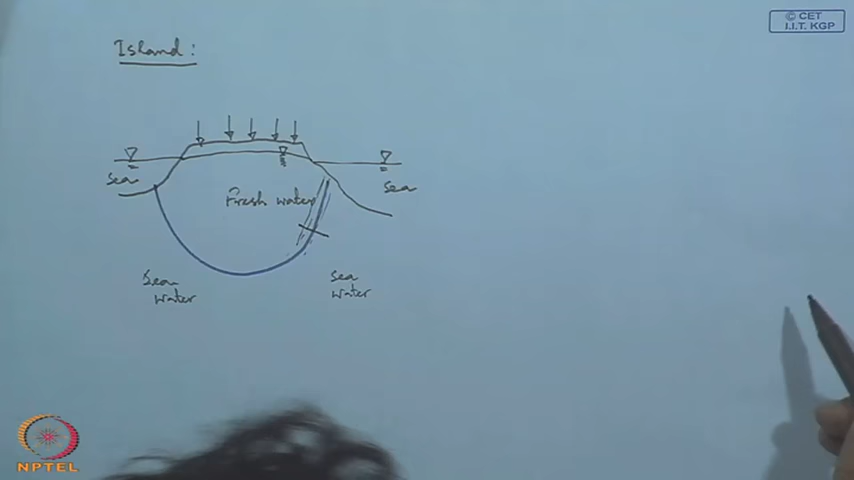 © CET
I.I.T. KGP
Island:
Sea
Sea
Fresh water
Sea
water
Sea
water
NPTEL